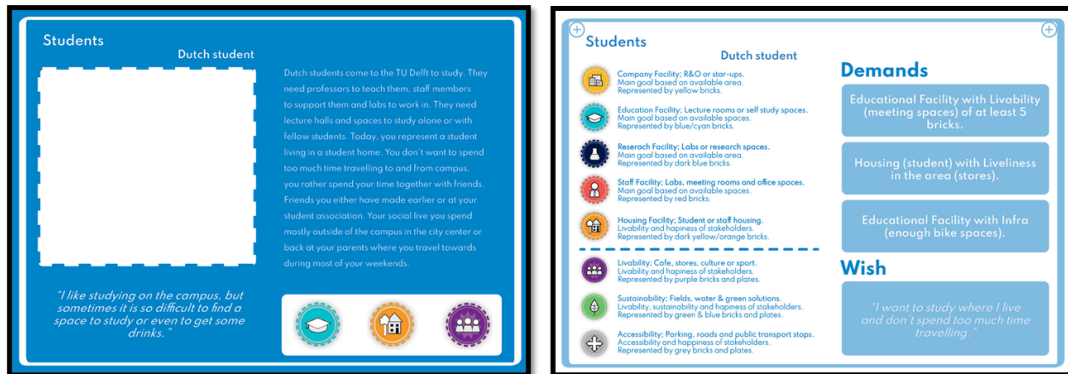 Students
Dutch student
Dutch students come to the TU Delft to study. They
need professors to teach them, staff members
to support them and labs to work in. They need
lecture halls and spaces to study alone or with
fellow students. Today, you represent a student
living in a student home. You don't want to spend
too much time travelling to and from campus,
you rather spend your time together with friends.
Friends you either have made earlier or at your
student association. Your social live you spend
mostly outside of the campus in the city center or
back at your parents where you travel towards
during most of your weekends.
"I like studying on the campus, but
sometimes it is so difficult to find a
space to study or even to get some
drinks."
Students
Dutch student
Company Facility; R&O or star-ups.
Main goal based on available area.
Represented by yellow bricks.
Education Facility; Lecture rooms or self study spaces.
Main goal based on available spaces.
Represented by blue/cyan bricks.
Reserach Facility; Labs or research spaces.
Main goal based on available area.
Represented by dark blue bricks.
Staff Facility; Labs, meeting rooms and office spaces.
Main goal based on available spaces.
Represented by red bricks.
Housing Facility; Student or staff housing.
Livability and hapiness of stakeholders.
Represented by dark yellow/orange bricks.
Livability; Cafe, stores, culture or sport.
Livability and hapiness of stakeholders.
Represented by purple bricks and plates.
Sustainability; Fields, water & green solutions.
Livability, sustainability and hapiness of stakeholders.
Represented by green & blue bricks and plates.
Accessibility; Parking, roads and public transport stops.
Accessibility and happiness of stakeholders.
Represented by grey bricks and plates.
Demands
Educational Facility with Livability
(meeting spaces) of at least 5
bricks.
Housing (student) with Liveliness
in the area (stores).
Educational Facility with Infra
(enough bike spaces).
Wish
"I want to study where I live
and don't spend too much time
travelling."